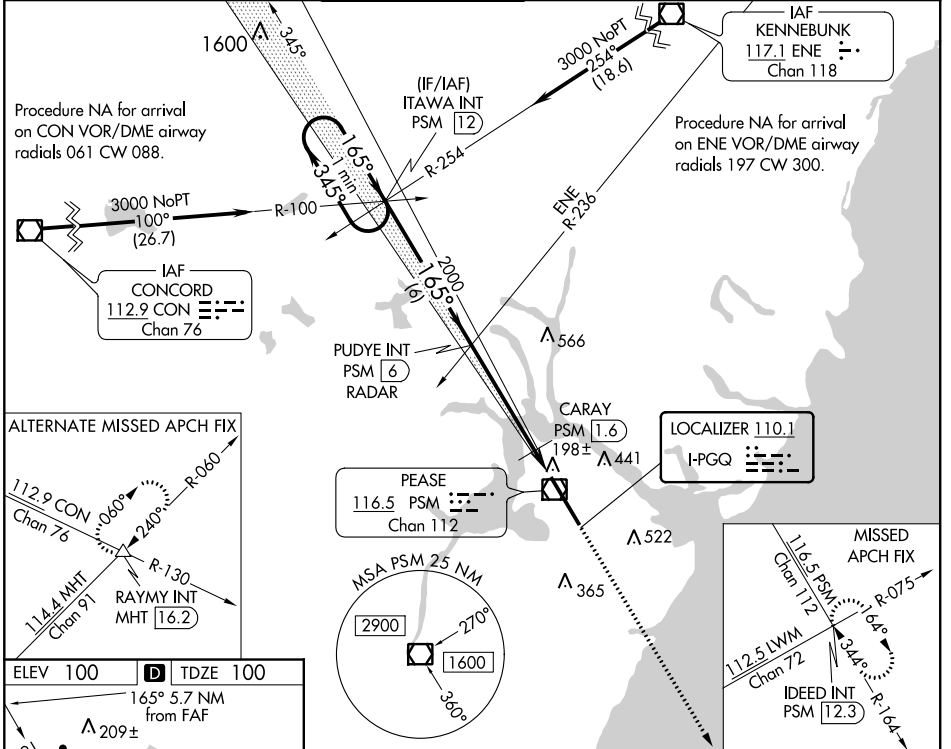 1600
345°
IAF
KENNEBUNK
117.1 ENE
Chan 118
3000 NoPT
254°
(18.6)
(IF/IAF)
ITAWA INT
PSM 12
Procedure NA for arrival
on CON VOR/DME airway
radials 061 CW 088.
Procedure NA for arrival
on ENE VOR/DME airway
radials 197 CW 300.
165°
1 min
345°
R-254
ENE
R-236
3000 NoPT
100°
(26.7)
R-100
IAF
CONCORD
112.9 CON
Chan 76
2000
165°
(6)
PUDYE INT
PSM 6
RADAR
566
CARAY
PSM 1.6
198±
441
LOCALIZER 110.1
I-PGQ
PEASE
116.5 PSM
Chan 112
522
365
ALTERNATE MISSED APCH FIX
112.9 CON
Chan 76
060°
240°
R-060
R-130
114.4 MHT
Chan 91
RAYMY INT
MHT 16.2
MSA PSM 25 NM
2900
270°
1600
360°
MISSED
APCH FIX
116.5 PSM
Chan 112
R-075
164°
344°
112.5 LWM
Chan 72
IDEED INT
PSM 12.3
R-164
ELEV 100
D
TDZE 100
165° 5.7 NM
from FAF
209±